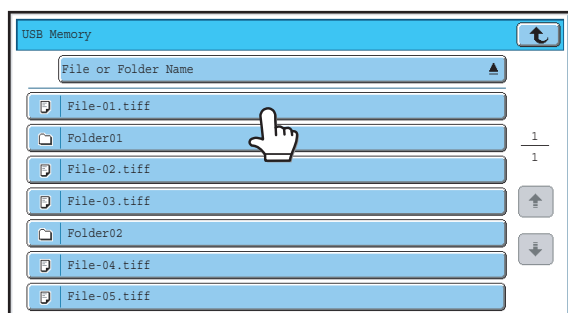 USB Memory
File or Folder Name
File-01.tiff
Folder01
File-02.tiff
File-03.tiff
Folder02
File-04.tiff
File-05.tiff
1
1